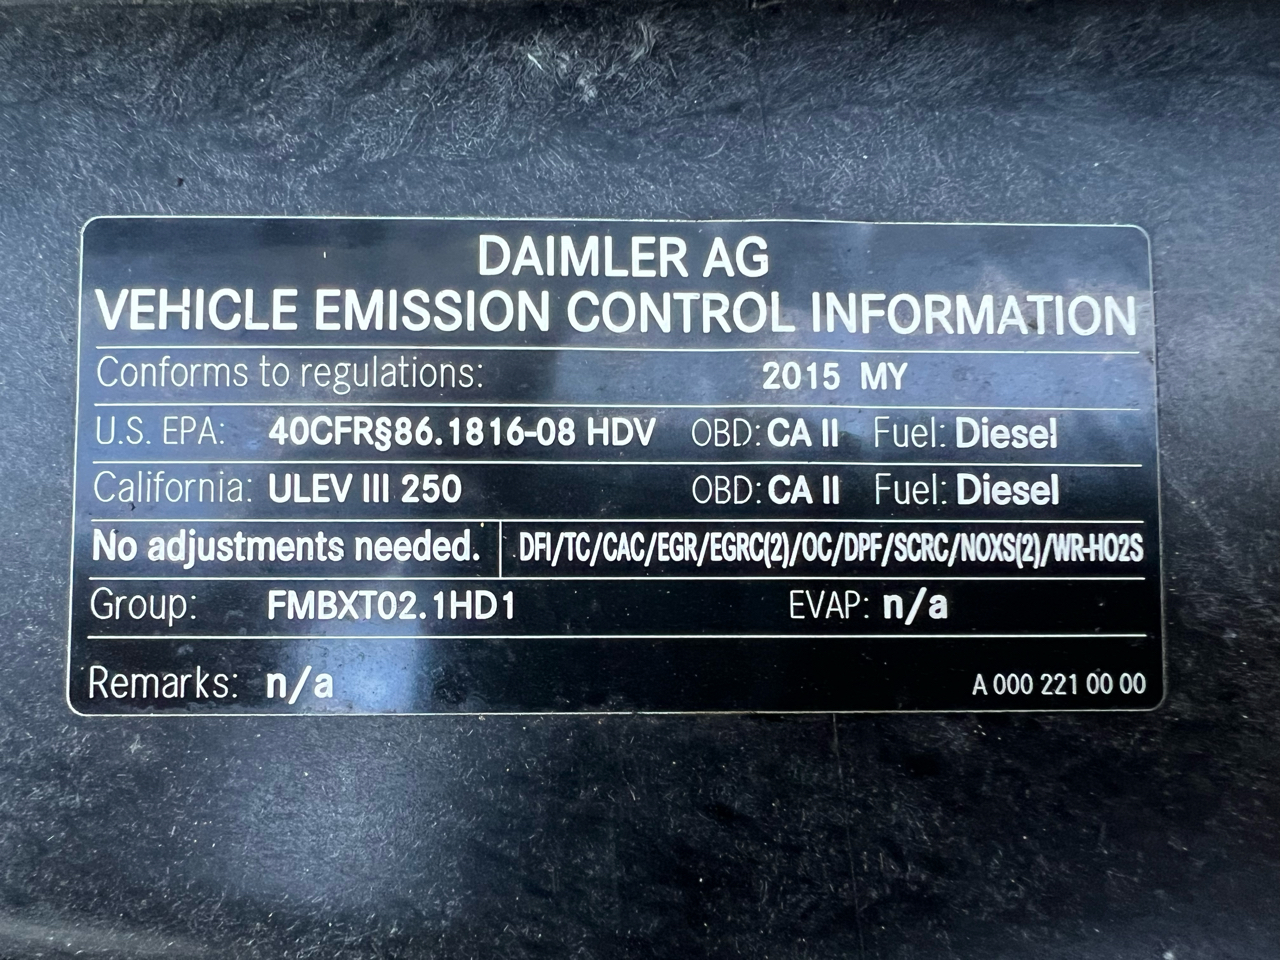 DAIMLER AG
VEHICLE EMISSION CONTROL INFORMATION
Conforms to regulations: 2015 MY
U.S. EPA: 40CFR§86.1816-08 HDV OBD: CA II Fuel: Diesel
California: ULEV III 250 OBD: CA II Fuel: Diesel
No adjustments needed. DFI/TC/CAC/EGR/EGRC(2)/OC/DPF/SCRC/NOXS(2)/WR-HO2S
Group: FMBXT02.1HD1 EVAP: n/a
Remarks: n/a A 000 221 00 00